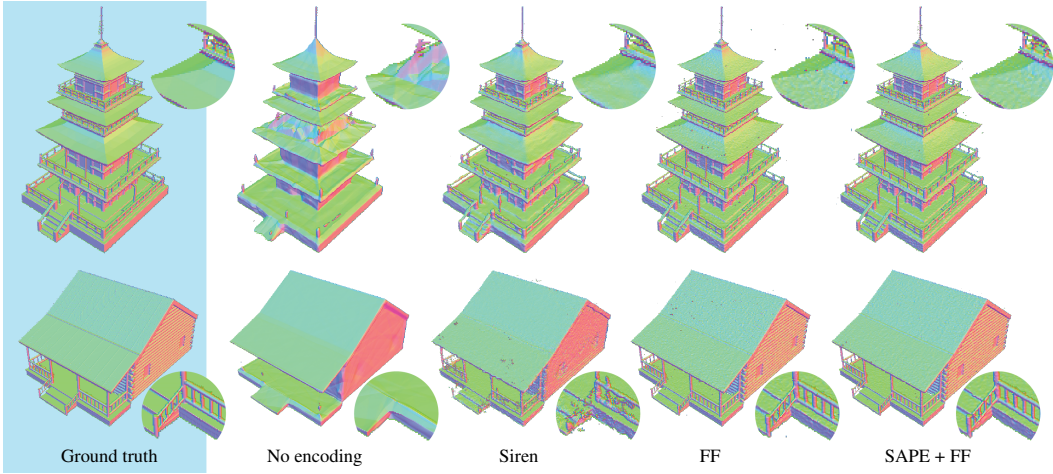 Ground truth
No encoding
Siren
FF
SAPE + FF